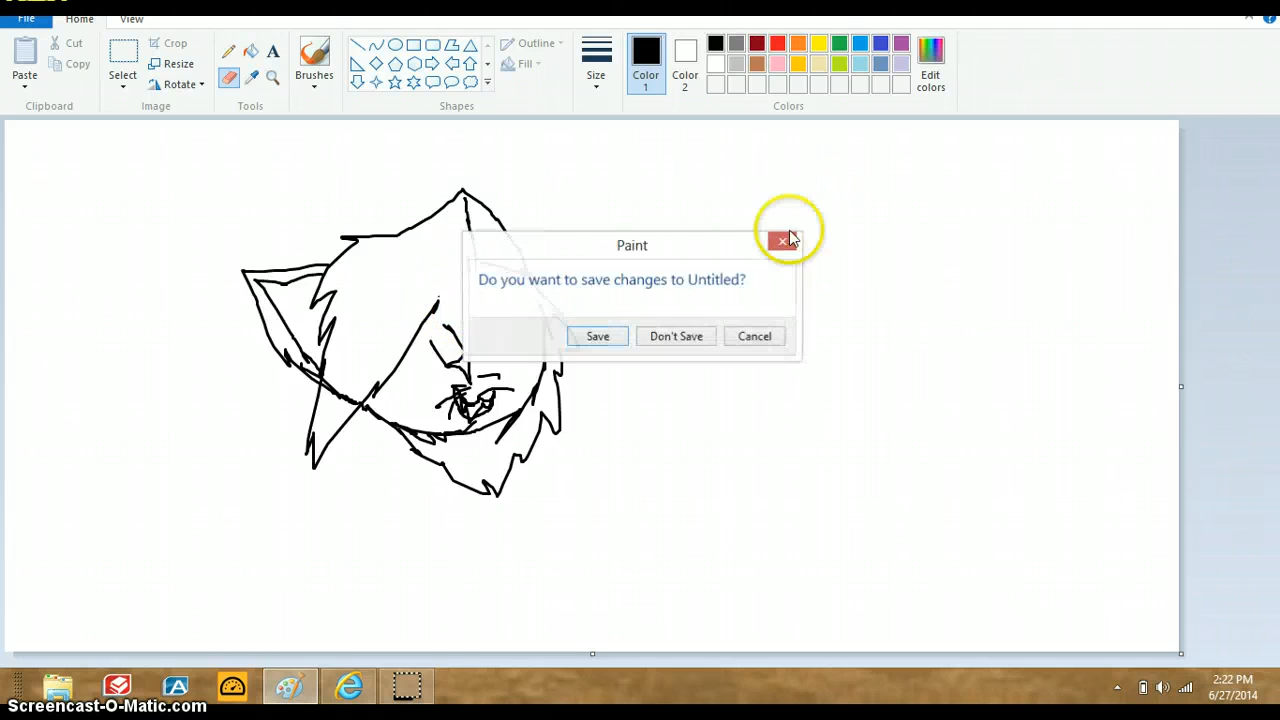 File Home View
Paste
Cut
Copy
Clipboard
Select
Crop
Resize
Rotate
Image
Tools
Brushes
Outline
Fill
Shapes
Size
Color
1
Color
2
Edit
colors
Colors
Paint
Do you want to save changes to Untitled?
Save Don't Save Cancel
2:22 PM
6/27/2014
Screencast-O-Matic.com